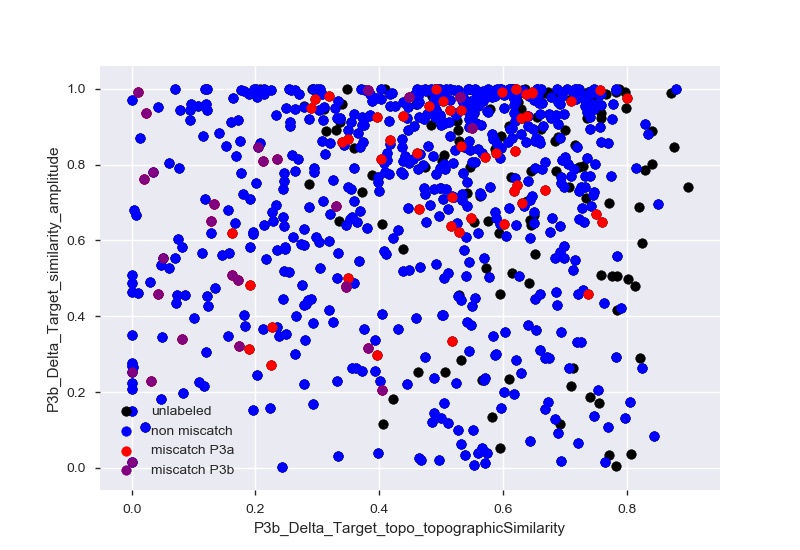 1.0
0.8
0.6
0.4
0.2
0.0
P3b_Delta_Target_similarity_amplitude
unlabeled
non miscatch
miscatch P3a
miscatch P3b
0.0 0.2 0.4 0.6 0.8
P3b_Delta_Target_topo_topographicSimilarity